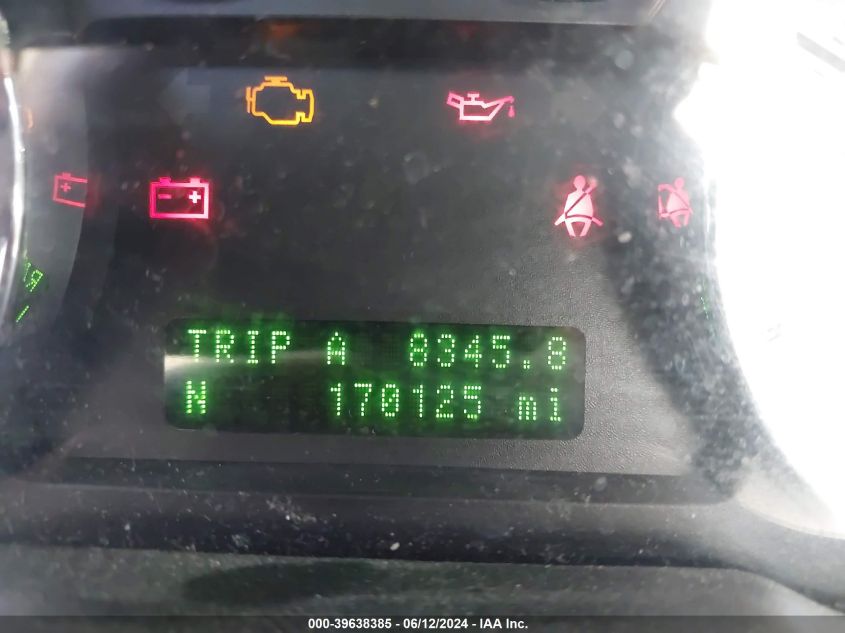 TRIP A 8345.8
N 170125 mi
000-39638385 - 06/12/2024 - IAA Inc.